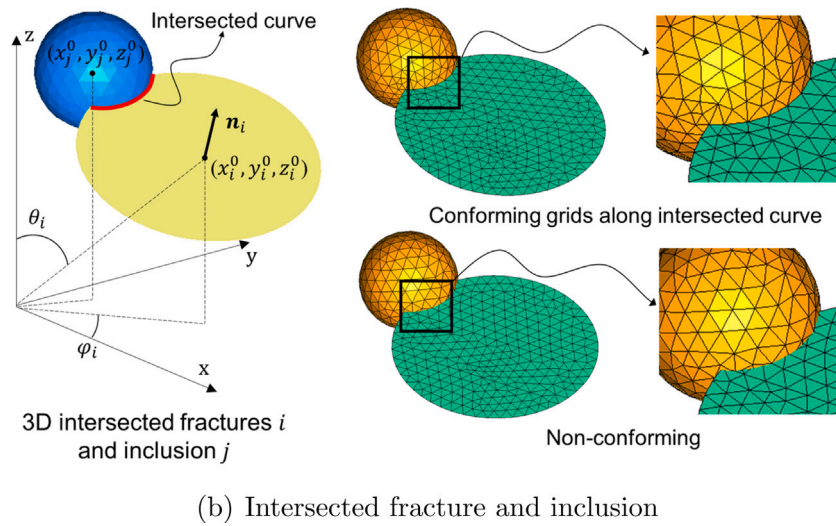 Intersected curve
z
(x_j^0, y_j^0, z_j^0)
n_i
(x_i^0, y_i^0, z_i^0)
θ_i
y
φ_i
x
3D intersected fractures i
and inclusion j
Conforming grids along intersected curve
Non-conforming
(b) Intersected fracture and inclusion